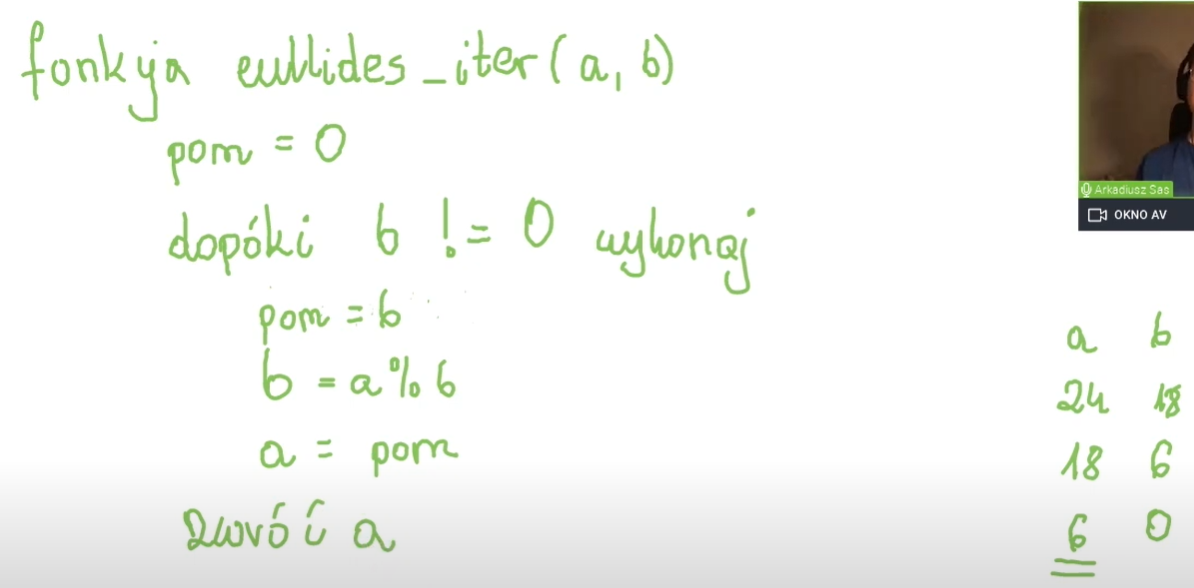 funkcja euklides_iter(a, b)
pom = 0
dopóki b != 0 wykonaj
pom = b
b = a % b
a = pom
zwróć a
a b
24 18
18 6
6 0
Arkadiusz Sas
OKNO AV